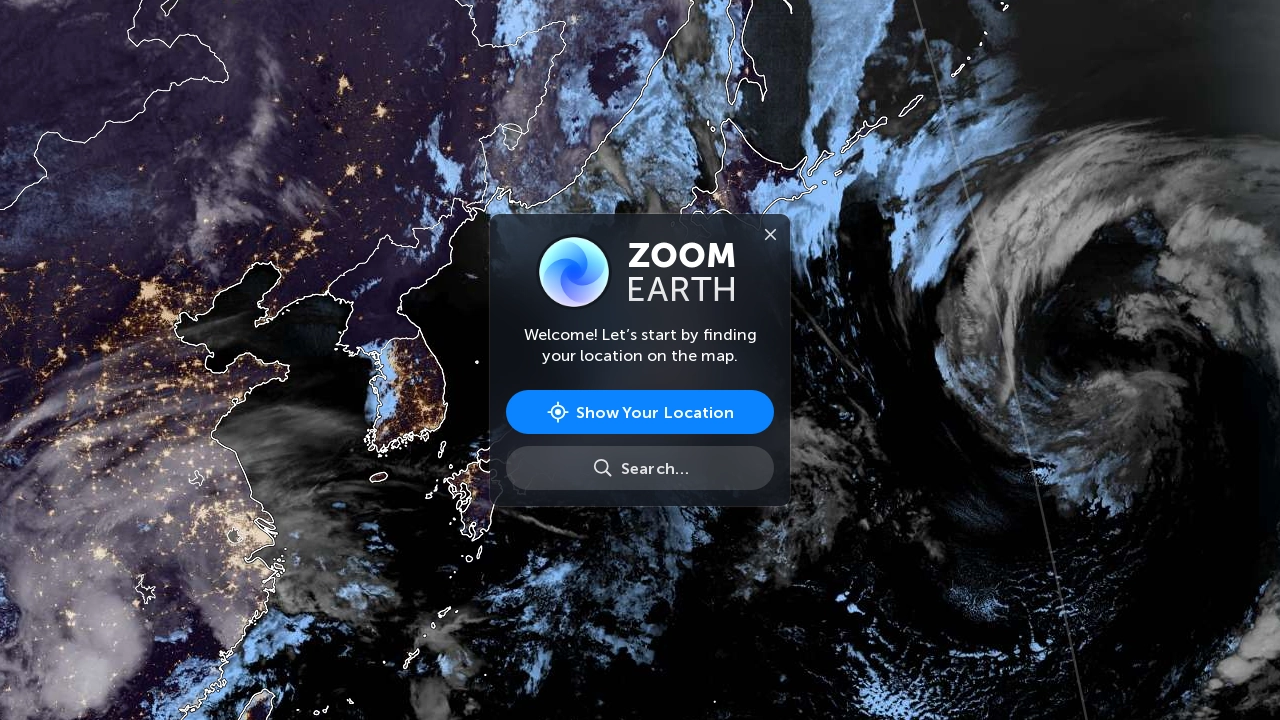 ZOOM
EARTH
Welcome! Let’s start by finding
your location on the map.
Show Your Location
Search...